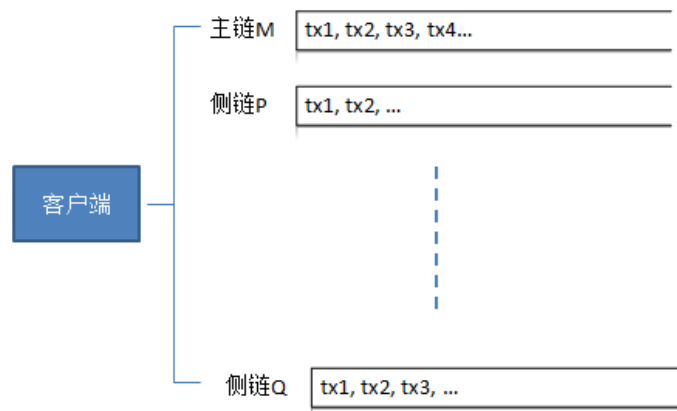 主链M
tx1, tx2, tx3, tx4...
侧链P
tx1, tx2, ...
客户端
侧链Q
tx1, tx2, tx3, ...